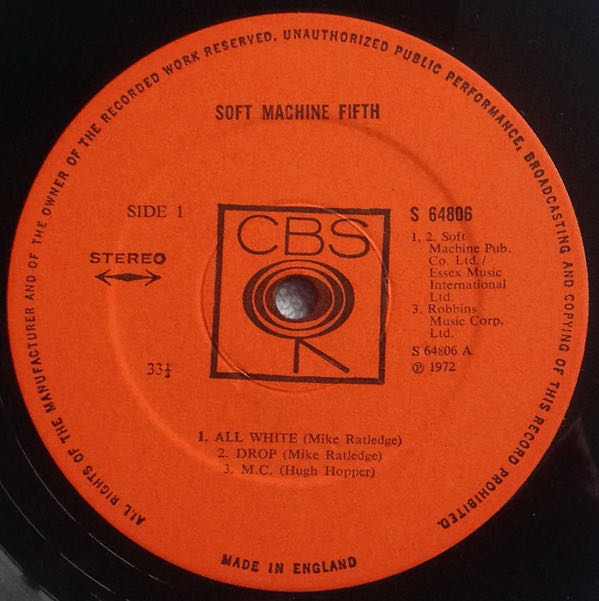 ALL RIGHTS OF THE MANUFACTURER AND OF THE OWNER OF THE RECORDED WORK RESERVED. UNAUTHORIZED PUBLIC PERFORMANCE, BROADCASTING AND COPYING OF THIS RECORD PROHIBITED.
SOFT MACHINE FIFTH
SIDE 1
STEREO
33⅓
CBS
S 64806
1, 2. Soft
Machine Pub.
Co. Ltd./
Essex Music
International
Ltd.
3. Robbins
Music Corp.
Ltd.
S 64806 A
℗ 1972
1. ALL WHITE (Mike Ratledge)
2. DROP (Mike Ratledge)
3. M.C. (Hugh Hopper)
MADE IN ENGLAND